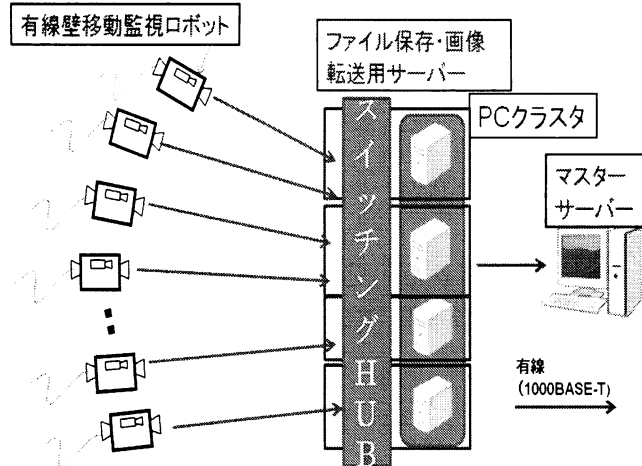 有線壁移動監視ロボット
ファイル保存・画像
転送用サーバー
PCクラスタ
スイッチングHUB
マスター
サーバー
有線
(1000BASE-T)